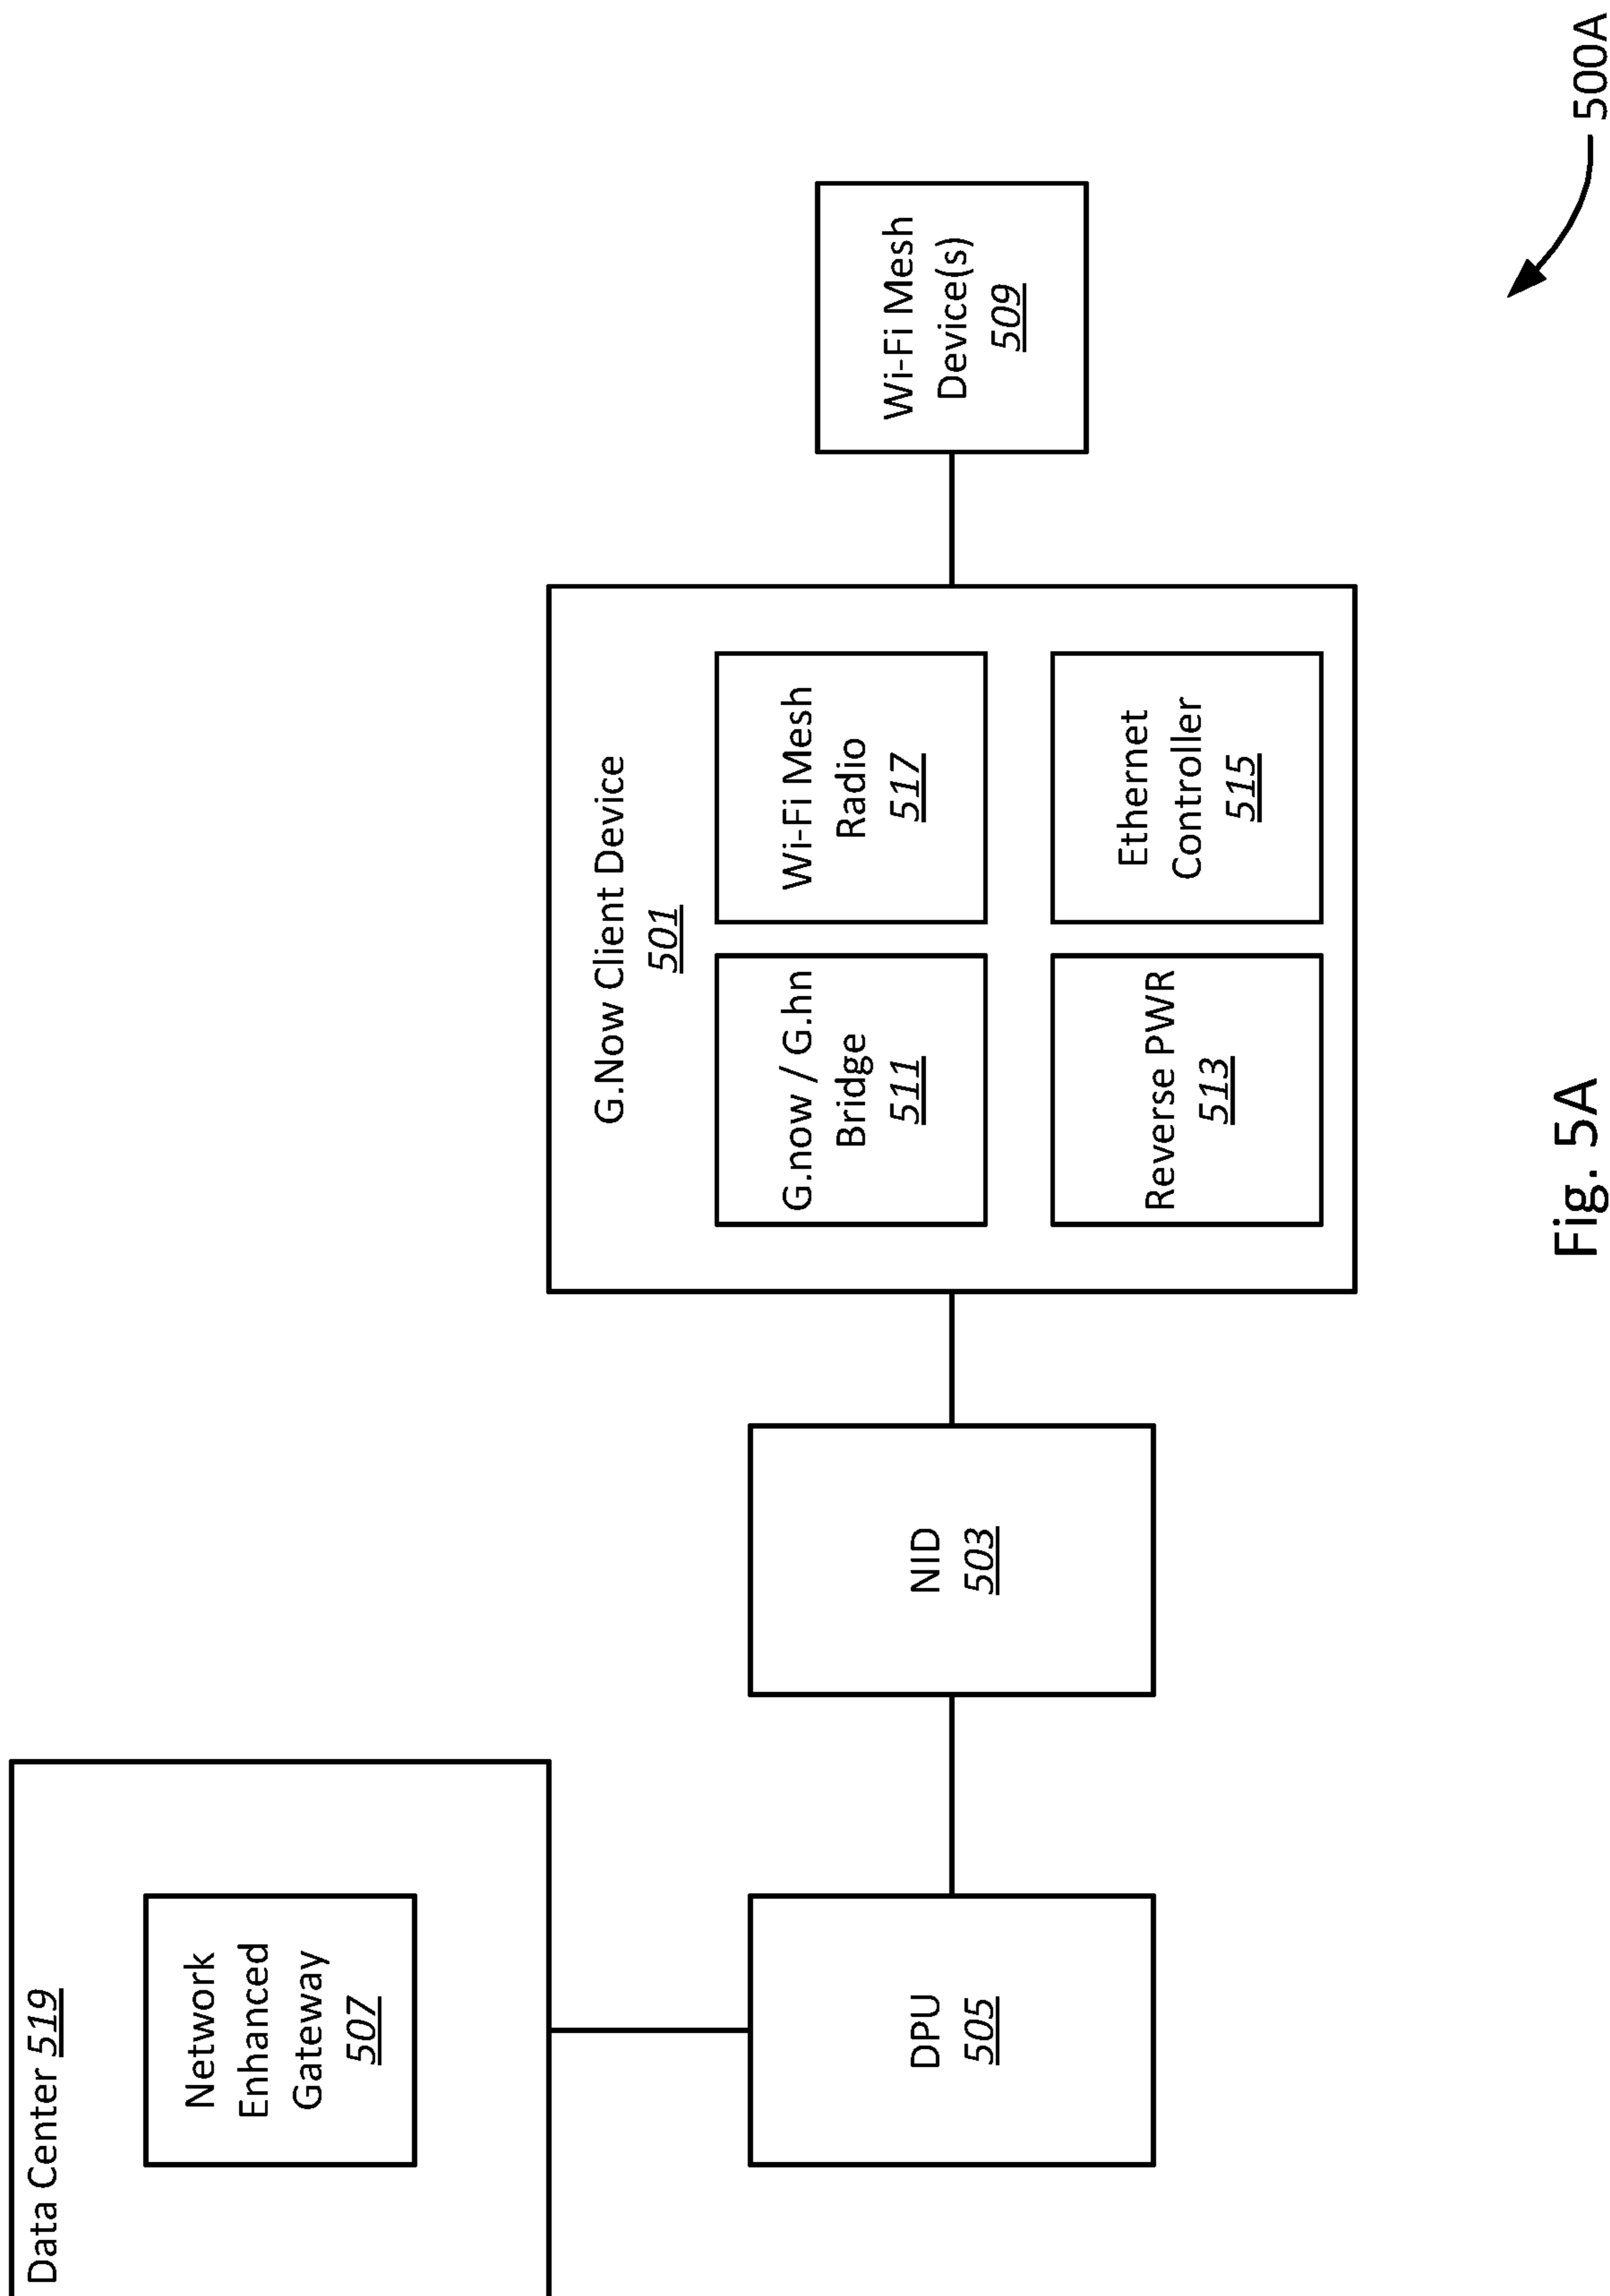 Data Center 519
Network
Enhanced
Gateway
507
DPU
505
NID
503
G.Now Client Device
501
G.now / G.hn
Bridge
511
Wi-Fi Mesh
Radio
517
Reverse PWR
513
Ethernet
Controller
515
Wi-Fi Mesh
Device(s)
509
500A
Fig. 5A